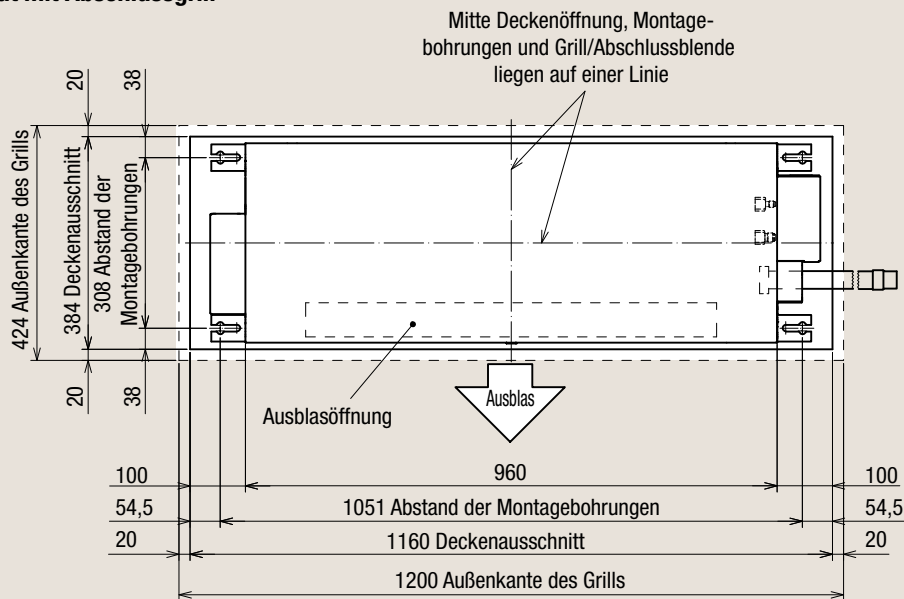 mit Abschlussgrill
Mitte Deckenöffnung, Montage-
bohrungen und Grill/Abschlussblende
liegen auf einer Linie
20
38
424 Außenkante des Grills
384 Deckenausschnitt
308 Abstand der
Montagebohrungen
20
38
Ausblasöffnung
Ausblas
100
960
100
54,5
1051 Abstand der Montagebohrungen
54,5
20
1160 Deckenausschnitt
20
1200 Außenkante des Grills